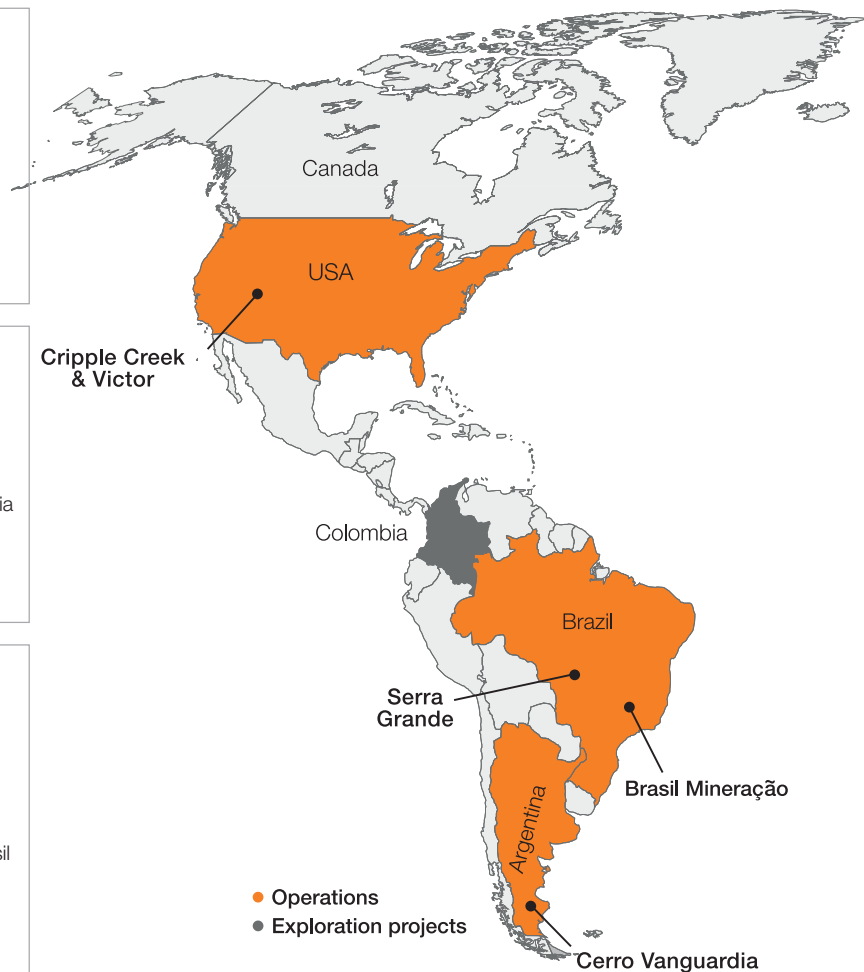 Canada
USA
Cripple Creek
& Victor
Colombia
Brazil
Serra
Grande
Brasil Mineração
Argentina
Operations
Exploration projects
Cerro Vanguardia